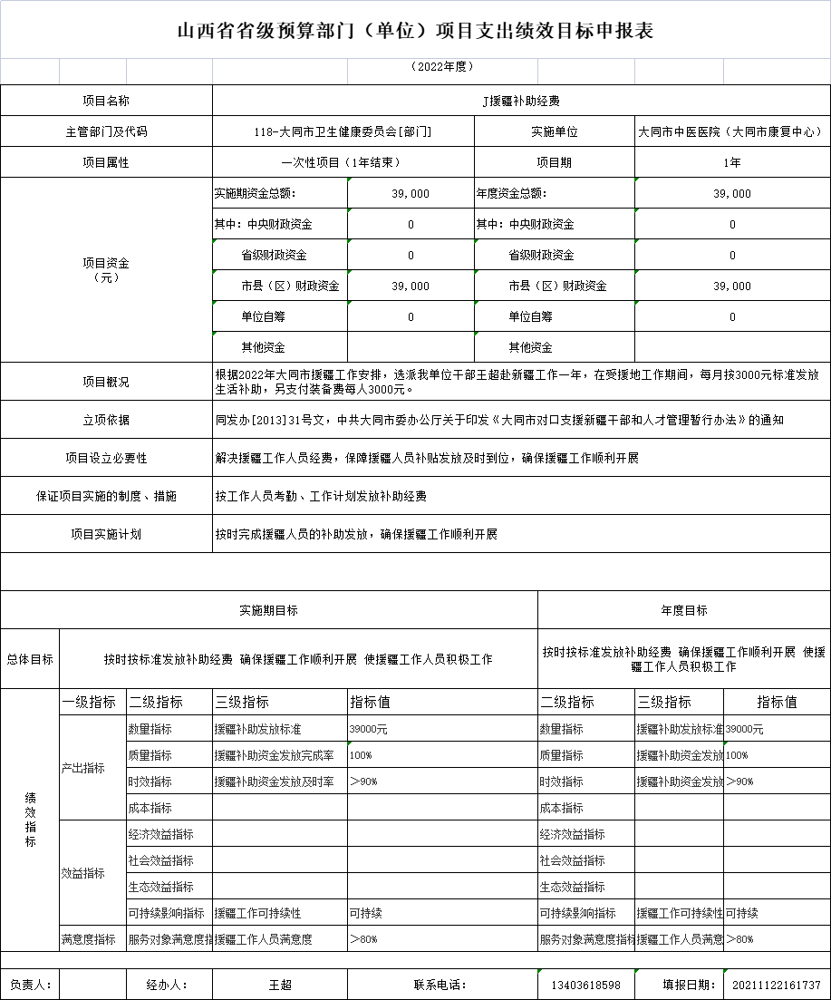 山西省省级预算部门（单位）项目支出绩效目标申报表
（2022年度）
项目名称 J援疆补助经费
主管部门及代码 118-大同市卫生健康委员会[部门] 实施单位 大同市中医医院（大同市康复中心）
项目属性 一次性项目（1年结束） 项目期 1年
项目资金
（元）
实施期资金总额： 39,000 年度资金总额： 39,000
其中：中央财政资金 0 其中：中央财政资金 0
省级财政资金 0 省级财政资金 0
市县（区）财政资金 39,000 市县（区）财政资金 39,000
单位自筹 0 单位自筹 0
其他资金 其他资金
项目概况
根据2022年大同市援疆工作安排，选派我单位干部王超赴新疆工作一年，在受援地工作期间，每月按3000元标准发放
生活补助，另支付装备费每人3000元。
立项依据 同发办[2013]31号文，中共大同市委办公厅关于印发《大同市对口支援新疆干部和人才管理暂行办法》的通知
项目设立必要性 解决援疆工作人员经费，保障援疆人员补贴发放及时到位，确保援疆工作顺利开展
保证项目实施的制度、措施 按工作人员考勤、工作计划发放补助经费
项目实施计划 按时完成援疆人员的补助发放，确保援疆工作顺利开展
实施期目标 年度目标
总体目标 按时按标准发放补助经费 确保援疆工作顺利开展 使援疆工作人员积极工作
按时按标准发放补助经费 确保援疆工作顺利开展 使援
疆工作人员积极工作
绩效指标
一级指标 二级指标 三级指标 指标值 二级指标 三级指标 指标值
产出指标
数量指标 援疆补助发放标准 39000元 数量指标 援疆补助发放标准 39000元
质量指标 援疆补助资金发放完成率 100% 质量指标 援疆补助资金发放 100%
时效指标 援疆补助资金发放及时率 ＞90% 时效指标 援疆补助资金发放 ＞90%
成本指标 成本指标
效益指标
经济效益指标 经济效益指标
社会效益指标 社会效益指标
生态效益指标 生态效益指标
可持续影响指标 援疆工作可持续性 可持续 可持续影响指标 援疆工作可持续性 可持续
满意度指标 服务对象满意度指 援疆工作人员满意度 ＞80% 服务对象满意度指标 援疆工作人员满意 ＞80%
负责人： 经办人： 王超 联系电话： 13403618598 填报日期： 20211122161737